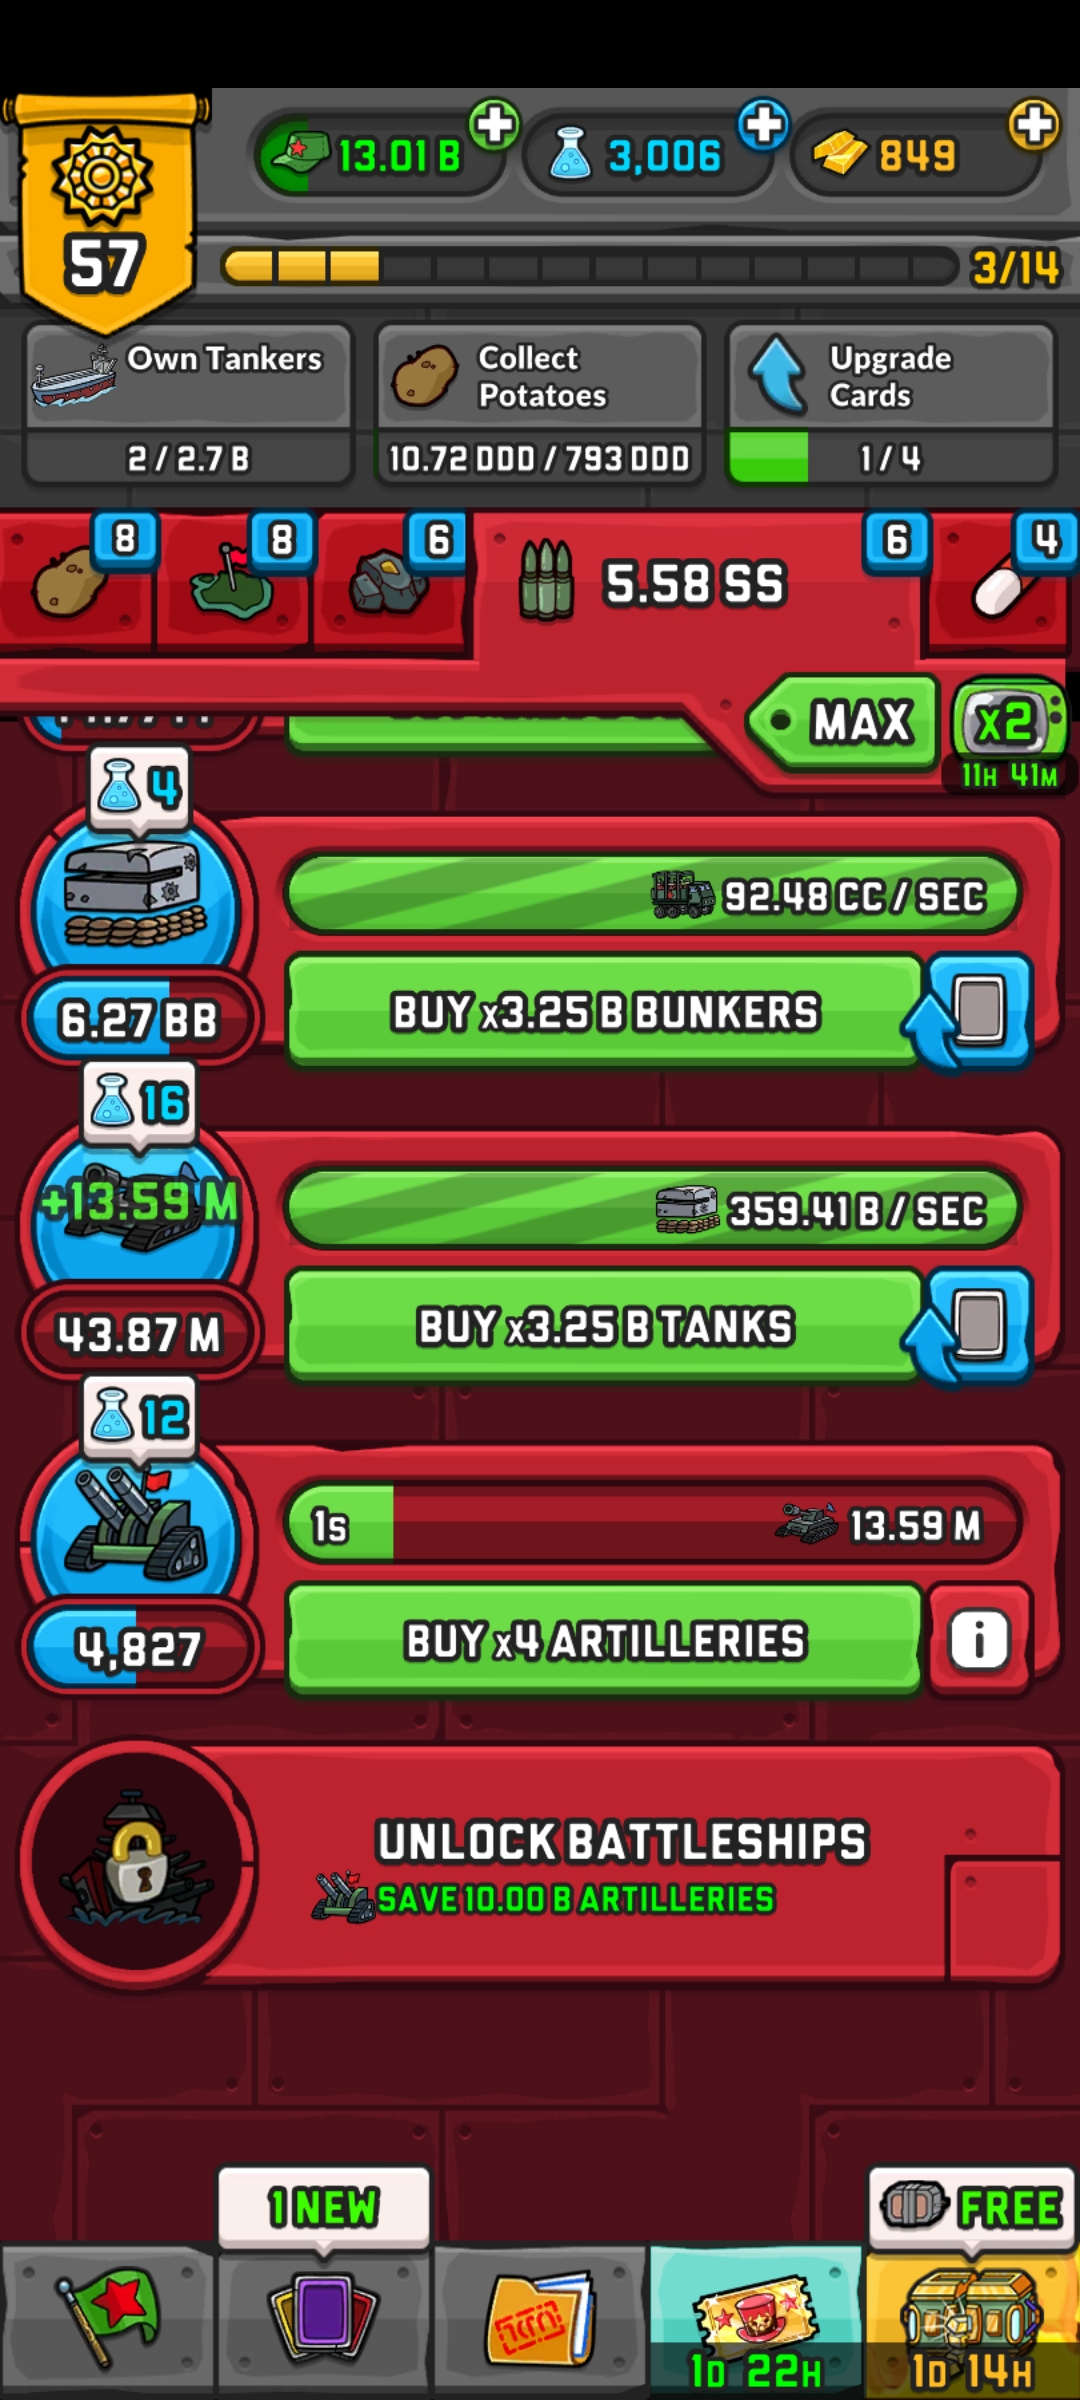 57
13.01 B
3,006
849
3/14
Own Tankers
2 / 2.7 B
Collect
Potatoes
10.72 DDD / 793 DDD
Upgrade
Cards
1 / 4
8
8
6
5.58 SS
6
4
MAX
x2
11H 41M
4
92.48 CC / SEC
6.27 BB
BUY x3.25 B BUNKERS
16
+13.59 M
359.41 B / SEC
43.87 M
BUY x3.25 B TANKS
12
1s
13.59 M
4,827
BUY x4 ARTILLERIES
i
UNLOCK BATTLESHIPS
SAVE 10.00 B ARTILLERIES
1 NEW
FREE
1D 22H
1D 14H